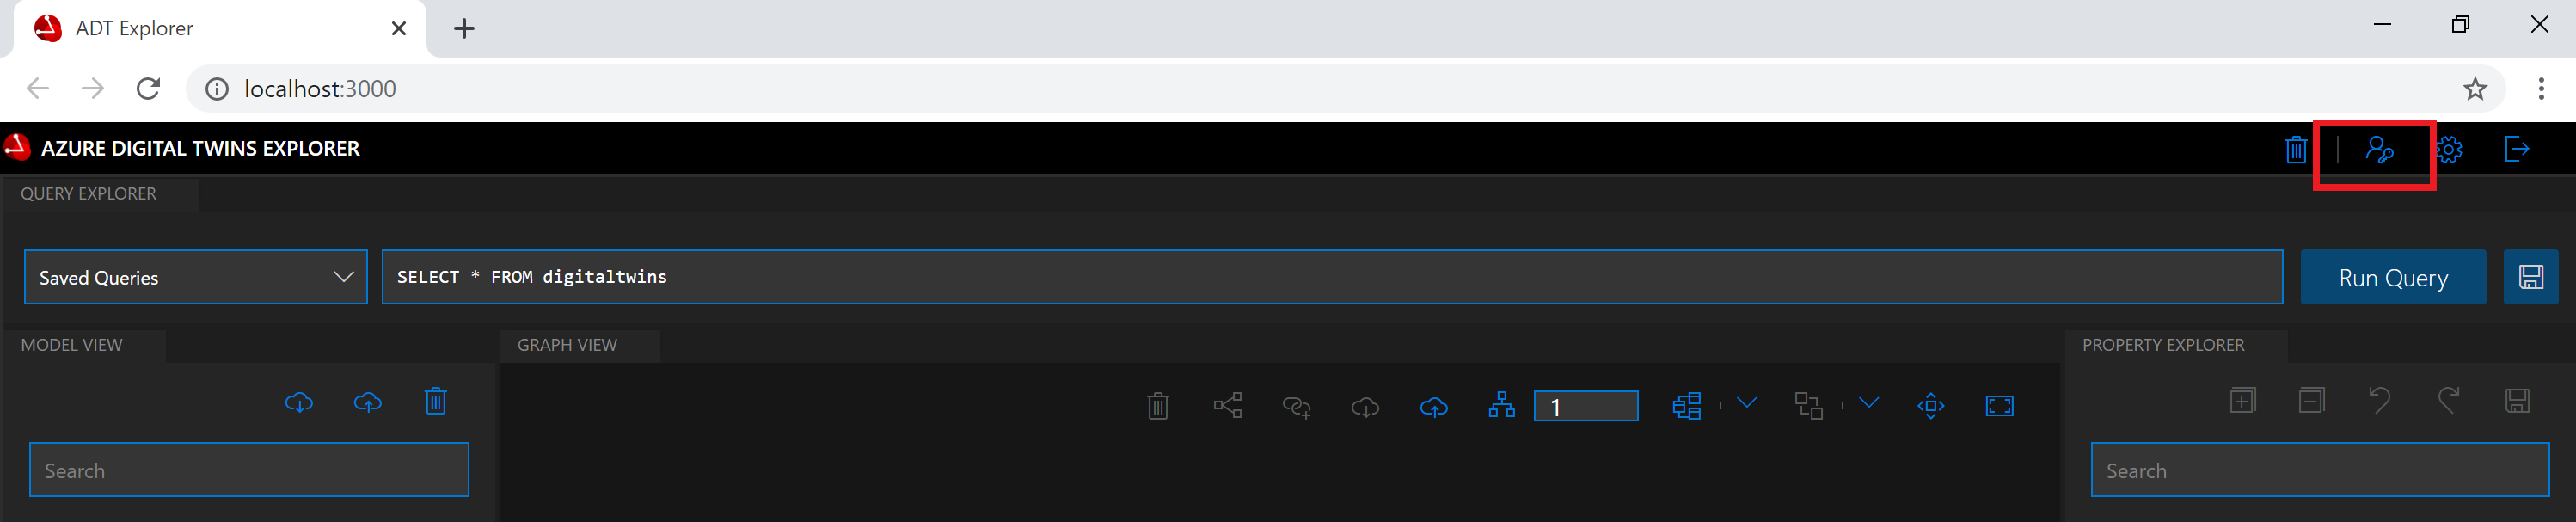 ADT Explorer
localhost:3000
AZURE DIGITAL TWINS EXPLORER
QUERY EXPLORER
Saved Queries
SELECT * FROM digitaltwins
Run Query
MODEL VIEW
GRAPH VIEW
PROPERTY EXPLORER
1
Search
Search